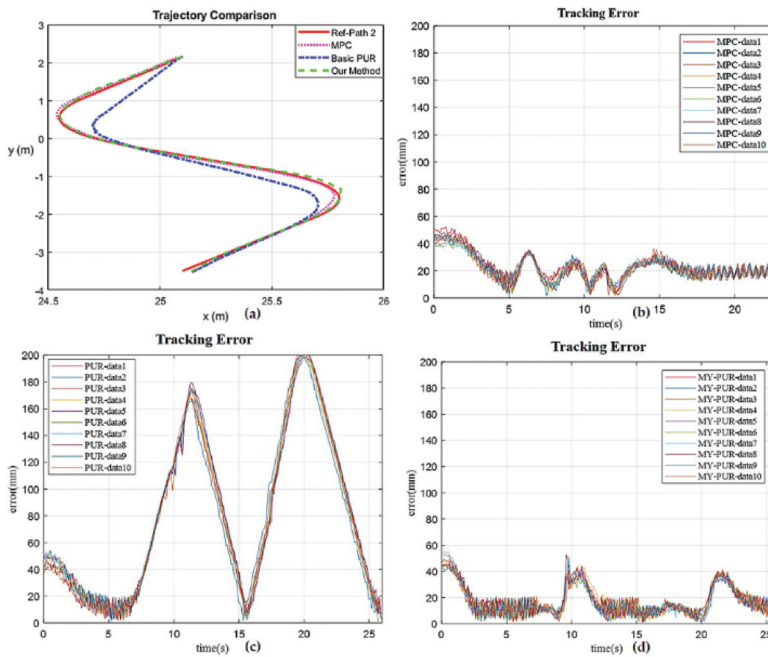 Trajectory Comparison
Ref-Path 2
MPC
Basic PUR
Our Method
3
2
1
0
-1
-2
-3
-4
y (m)
24.5
25
25.5
26
x (m)
(a)
Tracking Error
MPC-data1
MPC-data2
MPC-data3
MPC-data4
MPC-data5
MPC-data6
MPC-data7
MPC-data8
MPC-data9
MPC-data10
200
180
160
140
120
100
80
60
40
20
0
error(mm)
0
5
10
15
20
time(s)
(b)
Tracking Error
PUR-data1
PUR-data2
PUR-data3
PUR-data4
PUR-data5
PUR-data6
PUR-data7
PUR-data8
PUR-data9
PUR-data10
200
180
160
140
120
100
80
60
40
20
0
error(mm)
0
5
10
15
20
25
time(s)
(c)
Tracking Error
MY-PUR-data1
MY-PUR-data2
MY-PUR-data3
MY-PUR-data4
MY-PUR-data5
MY-PUR-data6
MY-PUR-data7
MY-PUR-data8
MY-PUR-data9
MY-PUR-data10
200
180
160
140
120
100
80
60
40
20
0
error(mm)
0
5
10
15
20
25
time(s)
(d)